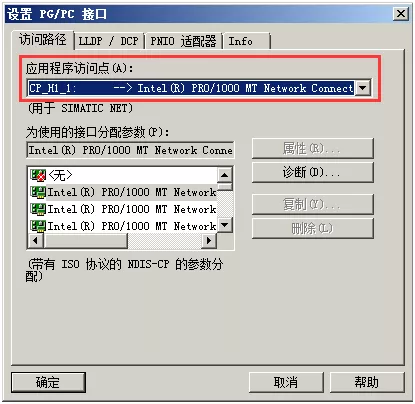 设置 PG/PC 接口
访问路径 LLDP / DCP PNIO 适配器 Info
应用程序访问点(A):
CP_H1_1: --> Intel(R) PRO/1000 MT Network Connect
(用于 SIMATIC NET)
为使用的接口分配参数(P):
Intel(R) PRO/1000 MT Network Conne
属性(R)...
<无>
诊断(D)...
Intel(R) PRO/1000 MT Network
Intel(R) PRO/1000 MT Network
复制(Y)...
Intel(R) PRO/1000 MT Network
删除(L)
(带有 ISO 协议的 NDIS-CP 的参数分
配)
确定 取消 帮助